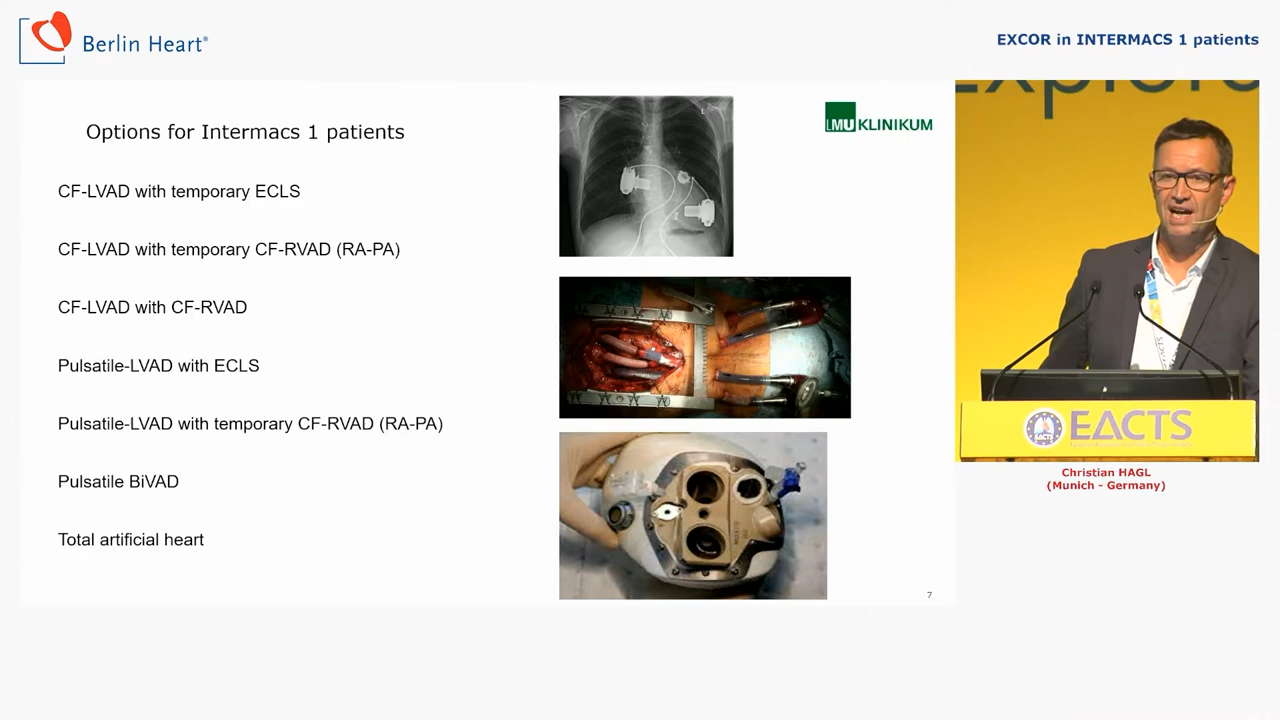 Berlin Heart®
EXCOR in INTERMACS 1 patients
Options for Intermacs 1 patients
LMU KLINIKUM
CF-LVAD with temporary ECLS
CF-LVAD with temporary CF-RVAD (RA-PA)
CF-LVAD with CF-RVAD
Pulsatile-LVAD with ECLS
Pulsatile-LVAD with temporary CF-RVAD (RA-PA)
Pulsatile BiVAD
Total artificial heart
7
EACTS
Christian HAGL
(Munich - Germany)